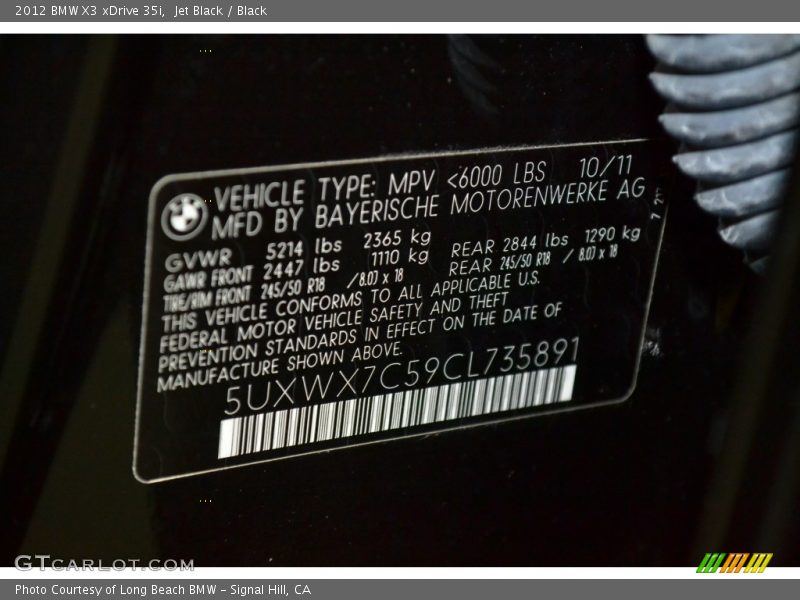 2012 BMW X3 xDrive 35i, Jet Black / Black
VEHICLE TYPE: MPV <6000 LBS 10/11
MFD BY BAYERISCHE MOTORENWERKE AG
GVWR 5214 lbs 2365 kg
GAWR FRONT 2447 lbs 1110 kg REAR 2844 lbs 1290 kg
TIRE/RIM FRONT 245/50 R18 /8.0J x 18 REAR 245/50 R18 / 8.0J x 18
THIS VEHICLE CONFORMS TO ALL APPLICABLE U.S.
FEDERAL MOTOR VEHICLE SAFETY AND THEFT
PREVENTION STANDARDS IN EFFECT ON THE DATE OF
MANUFACTURE SHOWN ABOVE.
5UXWX7C59CL735891
GTCARLOT.COM
Photo Courtesy of Long Beach BMW - Signal Hill, CA